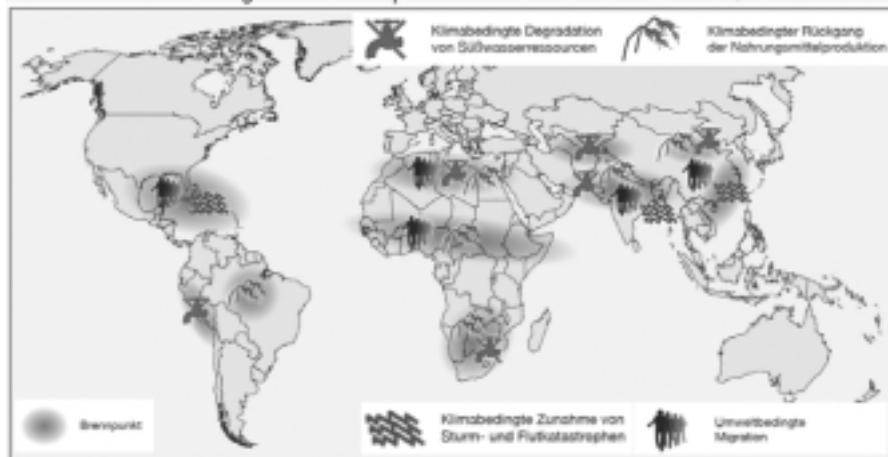 Klimabedingte Degradation
von Süßwasserressourcen
Klimabedingter Rückgang
der Nahrungsmittelproduktion
Brennpunkt
Klimabedingte Zunahme von
Sturm- und Flutkatastrophen
Umweltbedingte
Migration